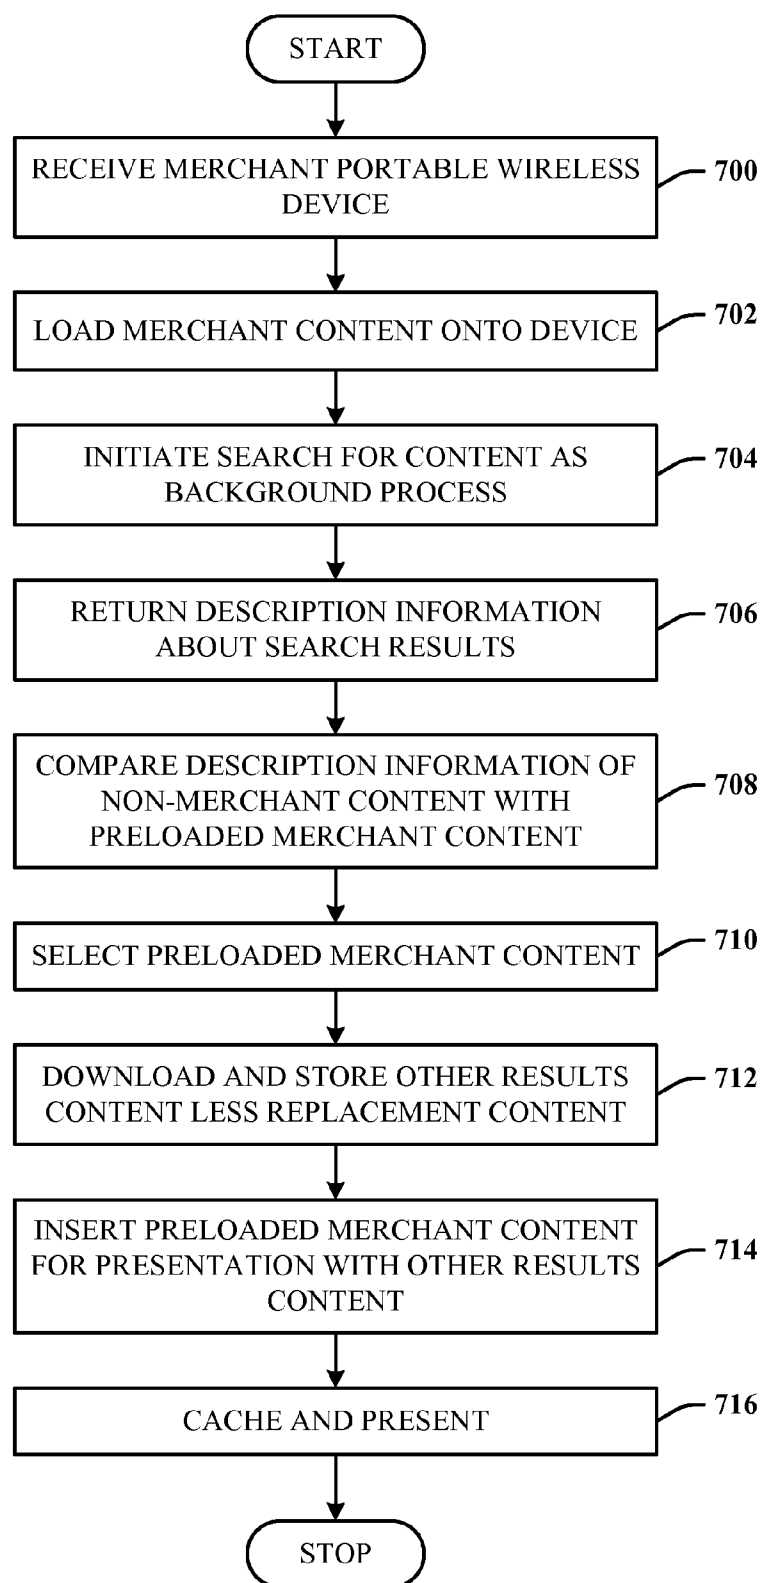 START
RECEIVE MERCHANT PORTABLE WIRELESS
DEVICE
700
LOAD MERCHANT CONTENT ONTO DEVICE
702
INITIATE SEARCH FOR CONTENT AS
BACKGROUND PROCESS
704
RETURN DESCRIPTION INFORMATION
ABOUT SEARCH RESULTS
706
COMPARE DESCRIPTION INFORMATION OF
NON-MERCHANT CONTENT WITH
PRELOADED MERCHANT CONTENT
708
SELECT PRELOADED MERCHANT CONTENT
710
DOWNLOAD AND STORE OTHER RESULTS
CONTENT LESS REPLACEMENT CONTENT
712
INSERT PRELOADED MERCHANT CONTENT
FOR PRESENTATION WITH OTHER RESULTS
CONTENT
714
CACHE AND PRESENT
716
STOP